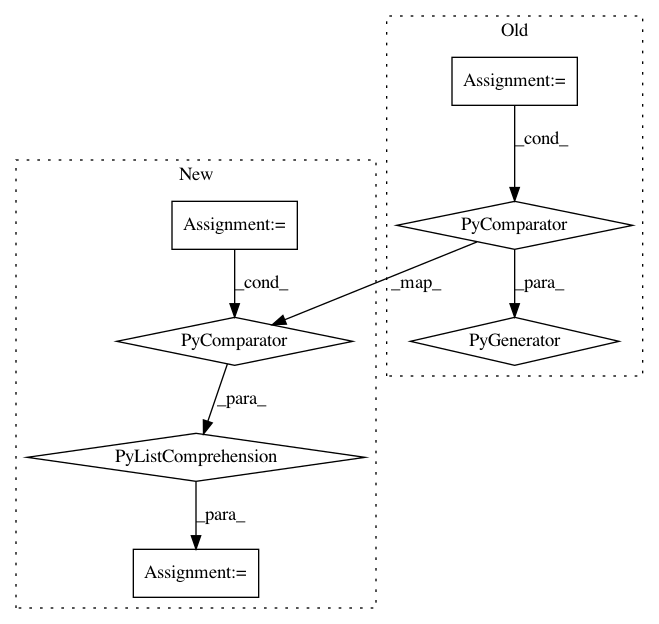 Old
Assignment:=
_cond_
New
Assignment:=
PyComparator
_cond_
_map_
_para_
PyComparator
PyGenerator
_para_
PyListComprehension
_para_
Assignment:=